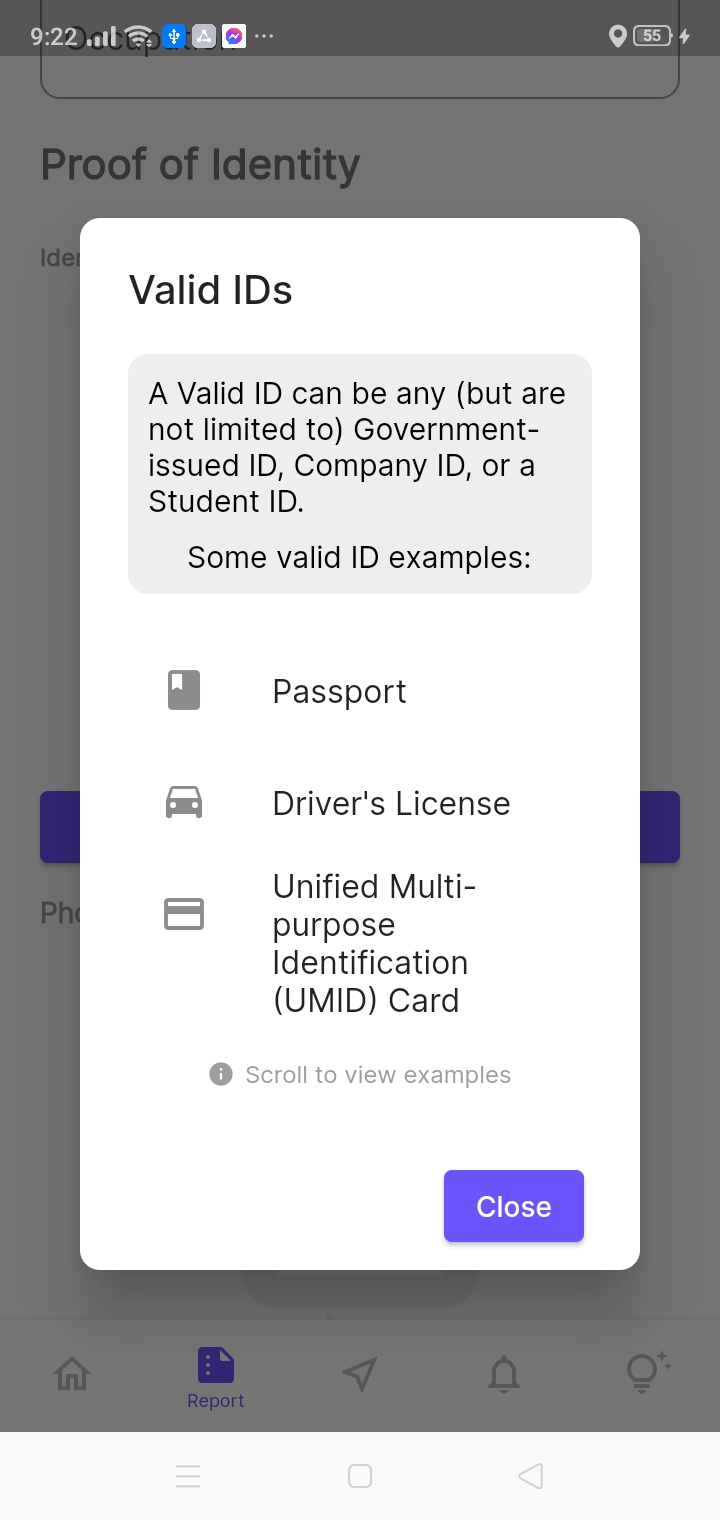 9:22
Occupation
55
Proof of Identity
Valid IDs
A Valid ID can be any (but are
not limited to) Government-
issued ID, Company ID, or a
Student ID.
Some valid ID examples:
Passport
Driver's License
Unified Multi-
purpose
Identification
(UMID) Card
Scroll to view examples
Close
Report